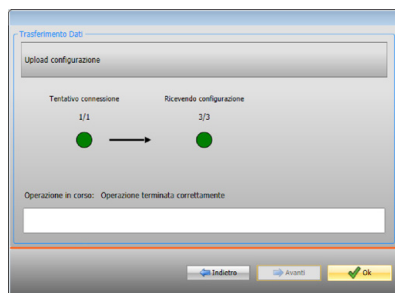 Trasferimento Dati
Upload configurazione
Tentativo connessione Ricevendo configurazione
1/1 3/3
Operazione in corso: Operazione terminata correttamente
Indietro Avanti Ok